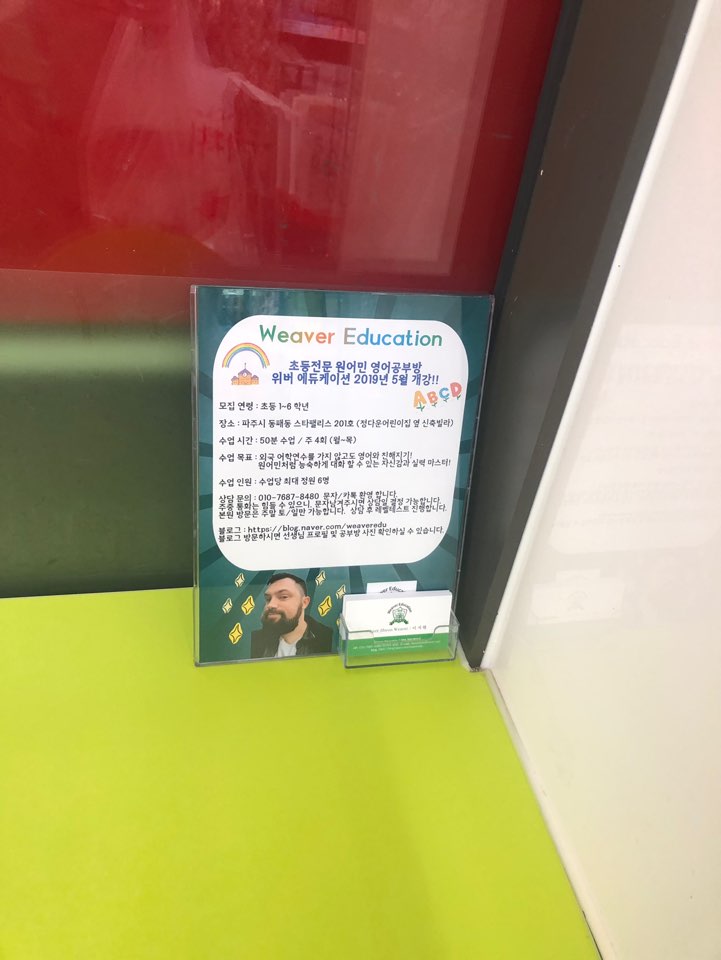 Weaver Education
초등전문 원어민 영어공부방
위버 에듀케이션 2019년 5월 개강!!
ABCD
모집 연령 : 초등 1~6 학년
장소 : 파주시 동패동 스타팰리스 201호 (정다운어린이집 옆 신축빌라)
수업 시간 : 50분 수업 / 주 4회 (월~목)
수업 목표 : 외국 어학연수를 가지 않고도 영어와 친해지기!
원어민처럼 능숙하게 대화 할 수 있는 자신감과 실력 마스터!
수업 인원 : 수업당 최대 정원 6명
상담 문의 : 010-7687-8480 문자/카톡 환영 합니다.
주중 통화는 힘들 수 있으니, 문자남겨주시면 상담일 결정 가능합니다.
본원 방문은 주말 토/일만 가능합니다. 상담 후 레벨테스트 진행합니다.
블로그 : https://blog.naver.com/weaveredu
블로그 방문하시면 선생님 프로필 및 공부방 사진 확인하실 수 있습니다.
Weaver Education